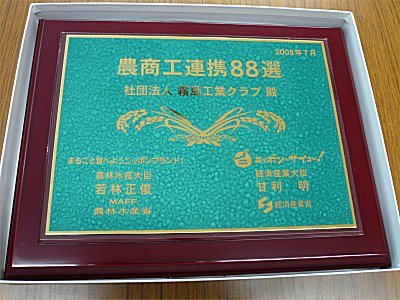 2008年7月
農商工連携88選
社団法人 霧島工業クラブ 殿
まるごと食べようニッポンブランド!
農林水産大臣
若林正俊
MAFF
農林水産省
ニッポン・サイコー!
経済産業大臣
甘利 明
経済産業省